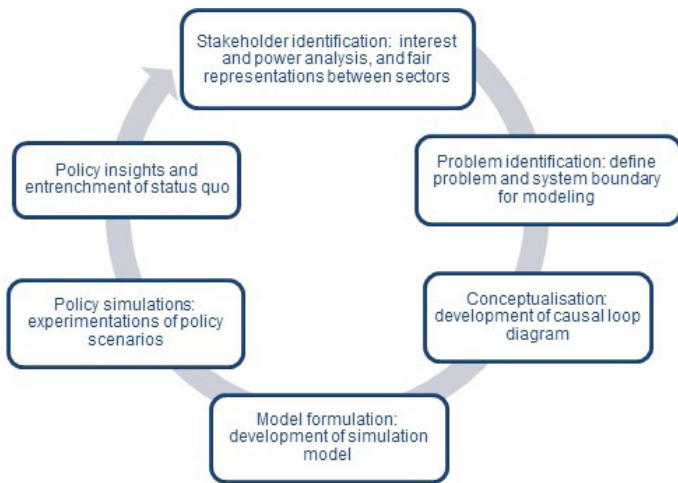 Stakeholder identification: interest
and power analysis, and fair
representations between sectors
Problem identification: define
problem and system boundary
for modeling
Conceptualisation:
development of causal loop
diagram
Model formulation:
development of simulation
model
Policy simulations:
experimentations of policy
scenarios
Policy insights and
entrenchment of status quo